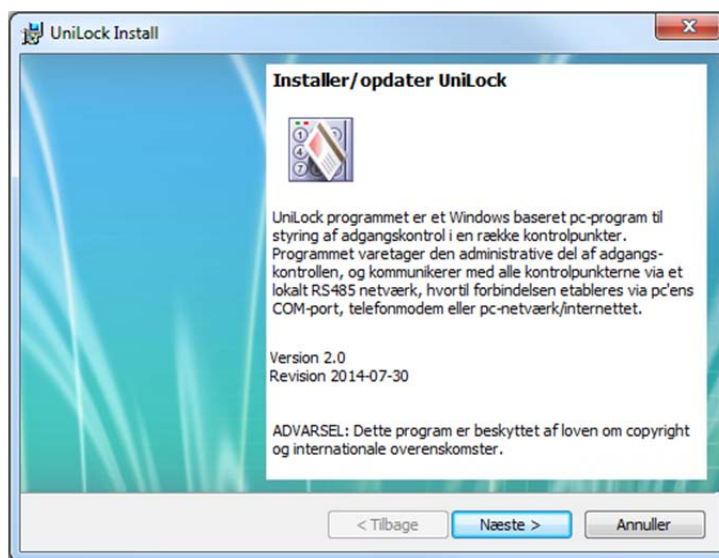 UniLock Install
Installer/opdater UniLock
UniLock programmet er et Windows baseret pc-program til
styring af adgangskontrol i en række kontrolpunkter.
Programmet varetager den administrative del af adgangs-
kontrollen, og kommunikerer med alle kontrolpunkterne via et
lokalt RS485 netværk, hvortil forbindelsen etableres via pc'ens
COM-port, telefonmodem eller pc-netværk/internettet.
Version 2.0
Revision 2014-07-30
ADVARSEL: Dette program er beskyttet af loven om copyright
og internationale overenskomster.
< Tilbage Næste > Annuller